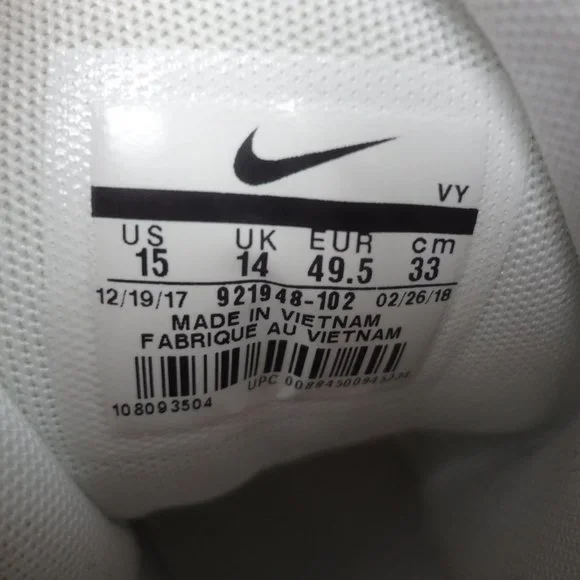 VY
US UK EUR cm
15 14 49.5 33
12/19/17 921948-102 02/26/18
MADE IN VIETNAM
FABRIQUE AU VIETNAM
UPC
108093504